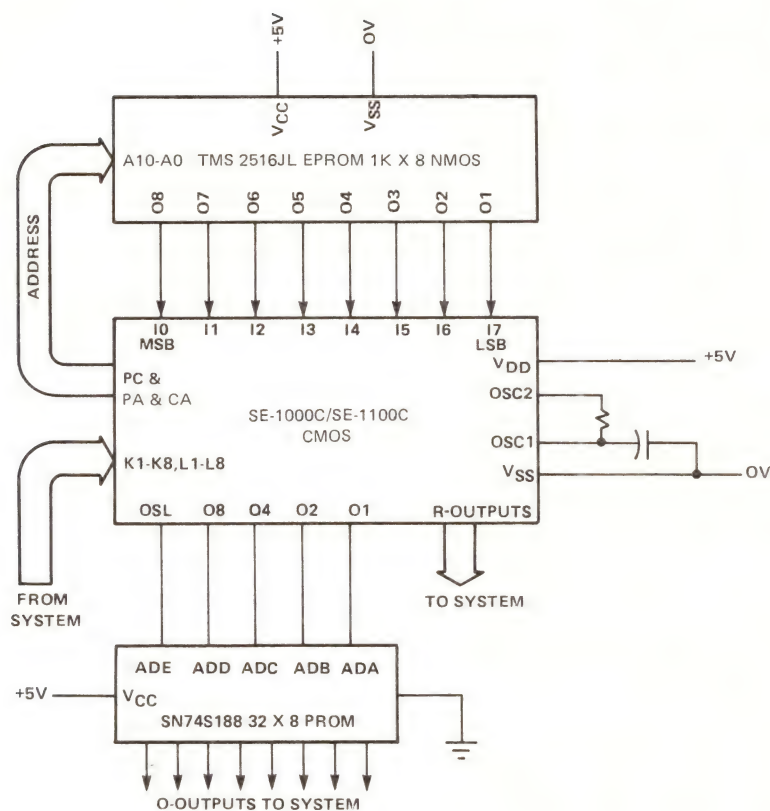 +5V
0V
VCC
VSS
A10-A0 TMS 2516JL EPROM 1K X 8 NMOS
O8 O7 O6 O5 O4 O3 O2 O1
ADDRESS
I0 I1 I2 I3 I4 I5 I6 I7
MSB LSB
VDD
+5V
PC &
PA & CA
OSC2
SE-1000C/SE-1100C
CMOS
OSC1
K1-K8,L1-L8
VSS
0V
OSL O8 O4 O2 O1 R-OUTPUTS
FROM
SYSTEM
TO SYSTEM
ADE ADD ADC ADB ADA
+5V
VCC
SN74S188 32 X 8 PROM
O-OUTPUTS TO SYSTEM